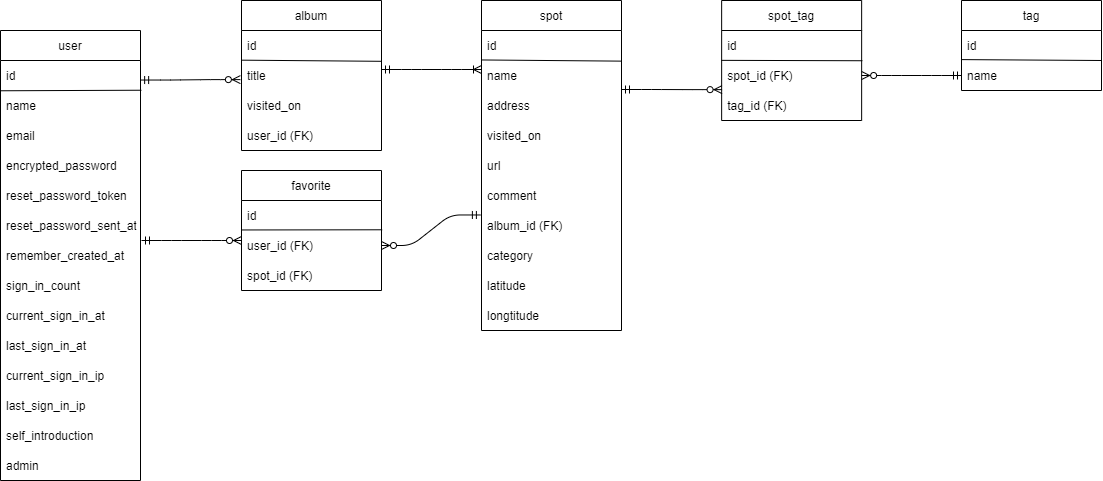 user
id
name
email
encrypted_password
reset_password_token
reset_password_sent_at
remember_created_at
sign_in_count
current_sign_in_at
last_sign_in_at
current_sign_in_ip
last_sign_in_ip
self_introduction
admin
album
id
title
visited_on
user_id (FK)
favorite
id
user_id (FK)
spot_id (FK)
spot
id
name
address
visited_on
url
comment
album_id (FK)
category
latitude
longtitude
spot_tag
id
spot_id (FK)
tag_id (FK)
tag
id
name